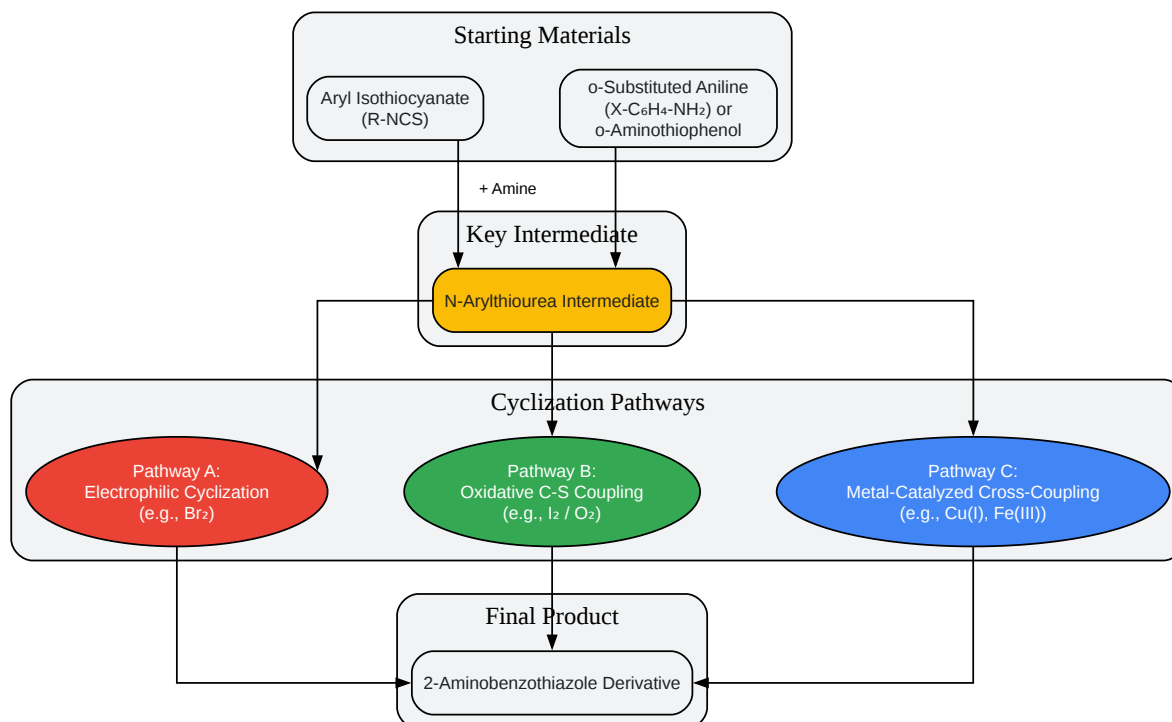 Starting Materials
Aryl Isothiocyanate
(R-NCS)
o-Substituted Aniline
(X-C₆H₄-NH₂) or
o-Aminothiophenol
+ Amine
Key Intermediate
N-Arylthiourea Intermediate
Cyclization Pathways
Pathway A:
Electrophilic Cyclization
(e.g., Br₂)
Pathway B:
Oxidative C-S Coupling
(e.g., I₂ / O₂)
Pathway C:
Metal-Catalyzed Cross-Coupling
(e.g., Cu(I), Fe(III))
Final Product
2-Aminobenzothiazole Derivative